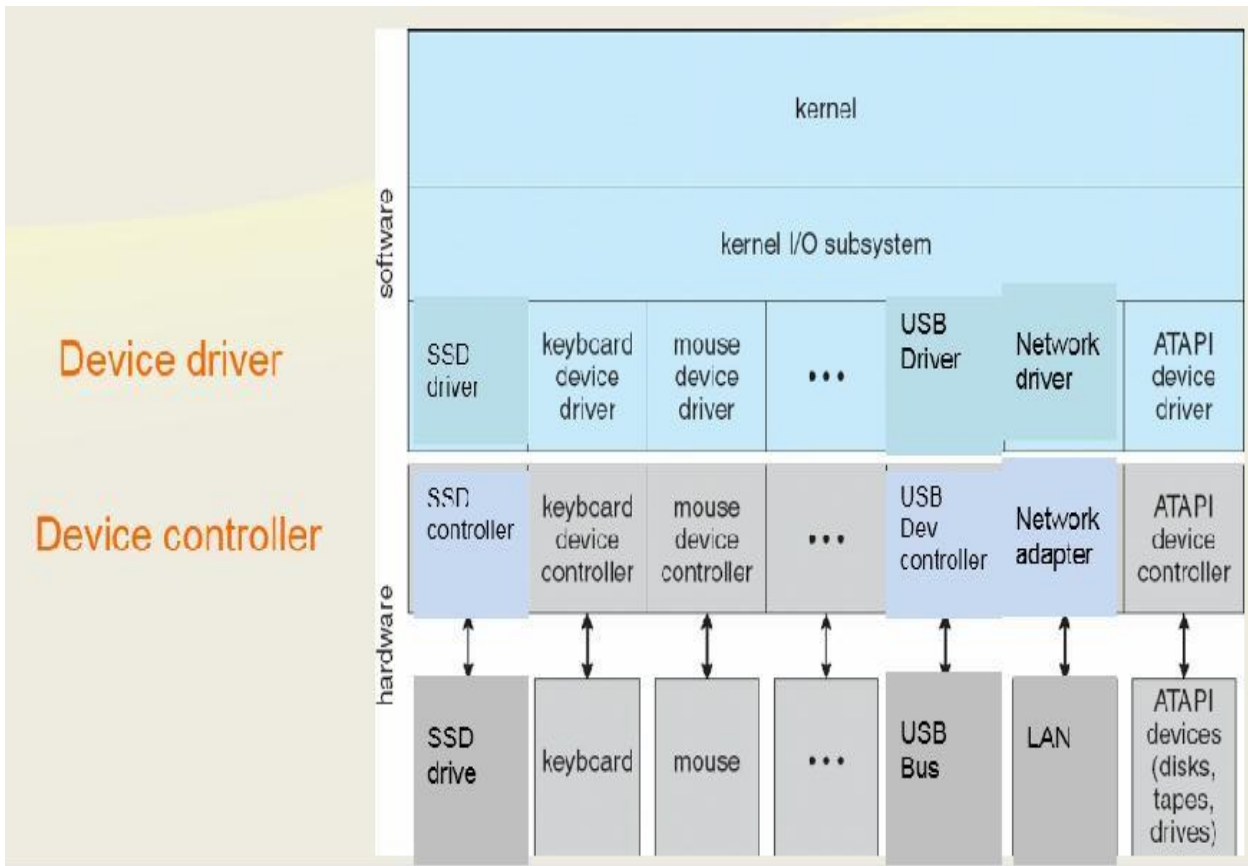 kernel
software
kernel I/O subsystem
Device driver
SSD
driver
keyboard
device
driver
mouse
device
driver
•••
USB
Driver
Network
driver
ATAPI
device
driver
Device controller
SSD
controller
keyboard
device
controller
mouse
device
controller
•••
USB
Dev
controller
Network
adapter
ATAPI
device
controller
hardware
SSD
drive
keyboard
mouse
•••
USB
Bus
LAN
ATAPI
devices
(disks,
tapes,
drives)